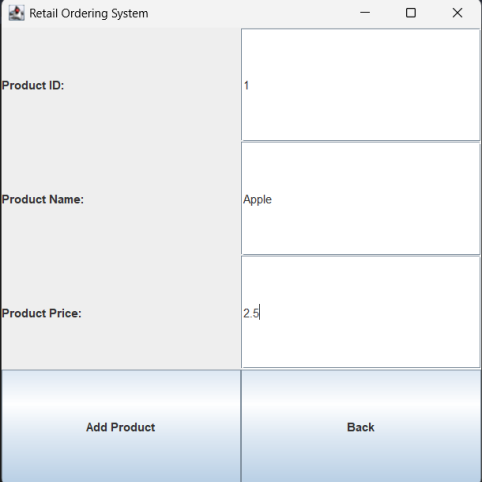 Retail Ordering System
Product ID: 1
Product Name: Apple
Product Price: 2.5
Add Product Back